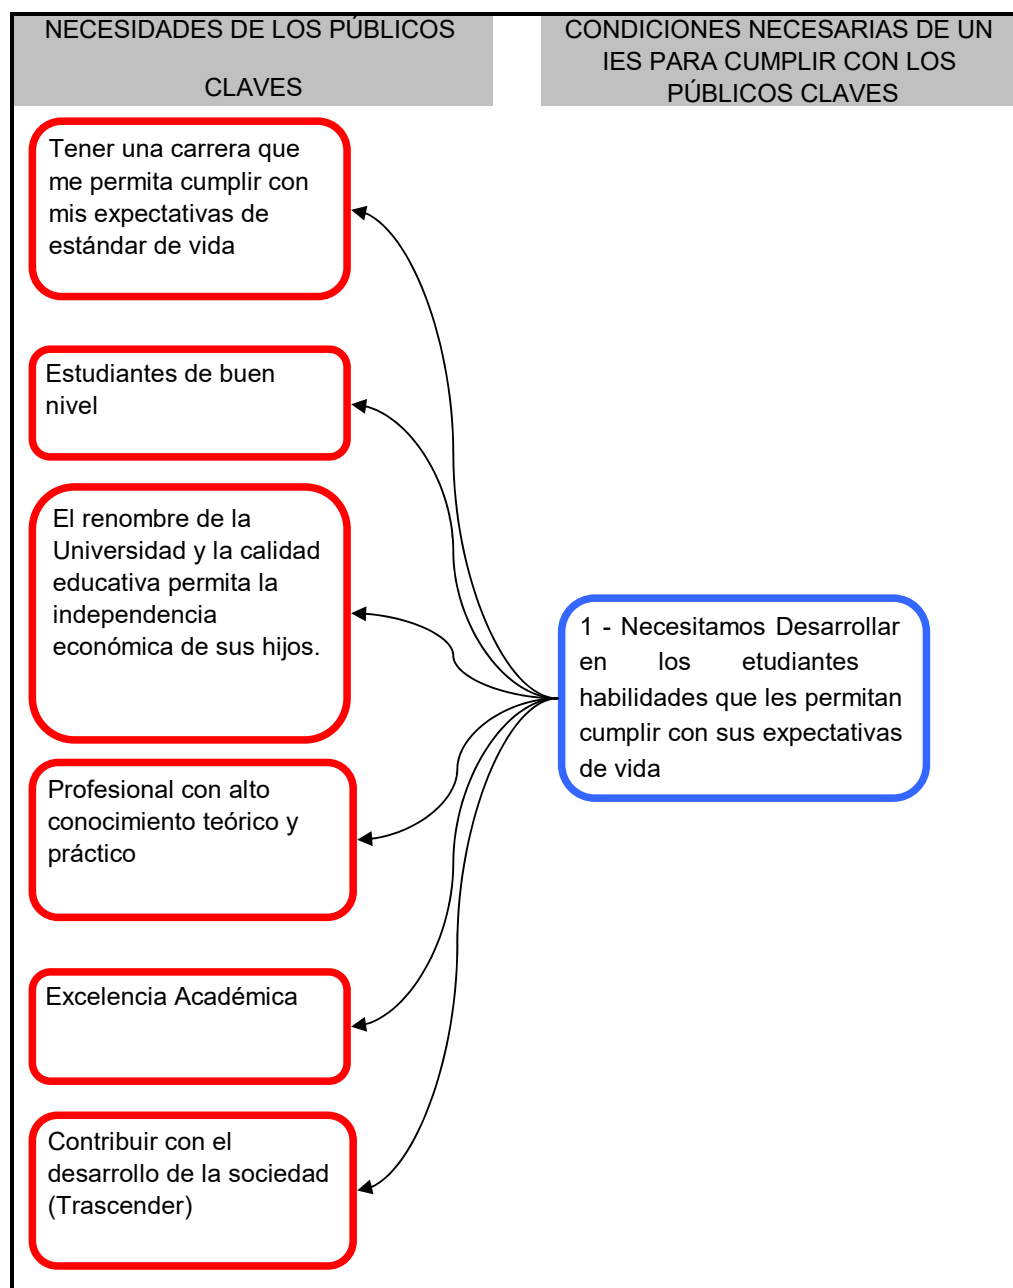 NECESIDADES DE LOS PÚBLICOS
CLAVES
CONDICIONES NECESARIAS DE UN
IES PARA CUMPLIR CON LOS
PÚBLICOS CLAVES
Tener una carrera que
me permita cumplir con
mis expectativas de
estándar de vida
Estudiantes de buen
nivel
El renombre de la
Universidad y la calidad
educativa permita la
independencia
económica de sus hijos.
Profesional con alto
conocimiento teórico y
práctico
Excelencia Académica
Contribuir con el
desarrollo de la sociedad
(Trascender)
1 - Necesitamos Desarrollar
en los etudiantes
habilidades que les permitan
cumplir con sus expectativas
de vida